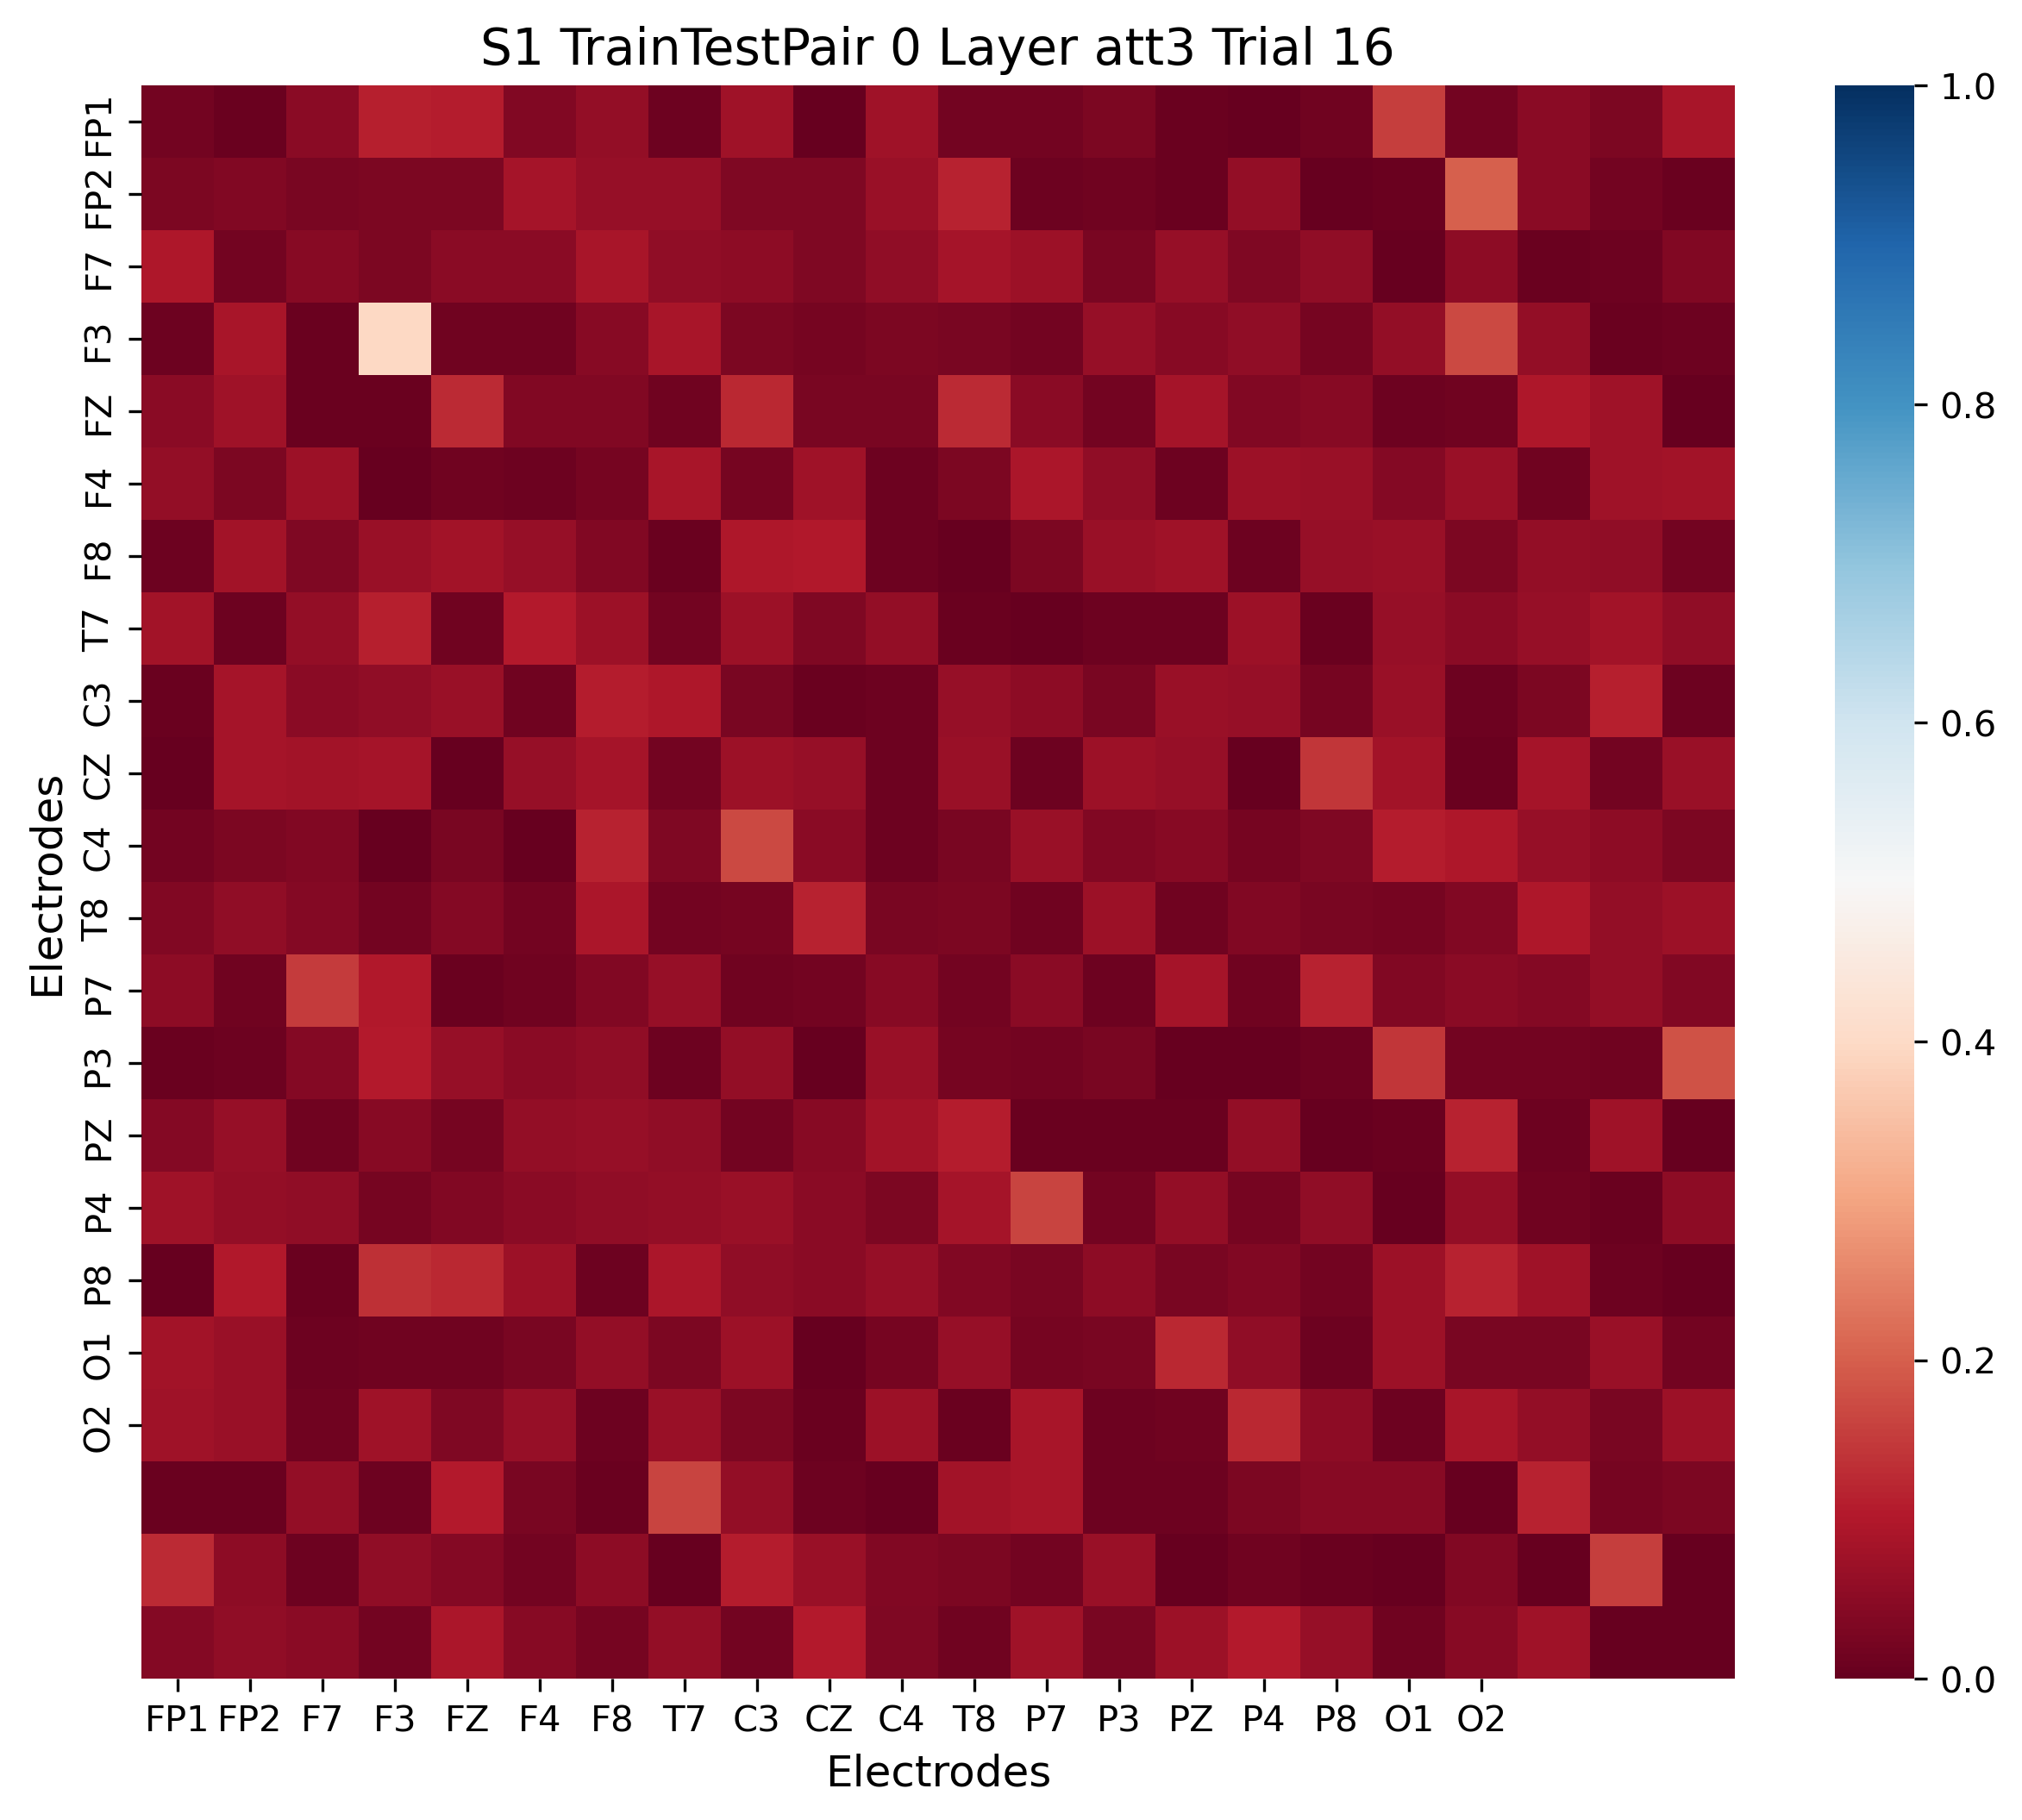 S1 TrainTestPair 0 Layer att3 Trial 16
Electrodes
FP1
FP2
F7
F3
FZ
F4
F8
T7
C3
CZ
C4
T8
P7
P3
PZ
P4
P8
O1
O2
FP1 FP2 F7 F3 FZ F4 F8 T7 C3 CZ C4 T8 P7 P3 PZ P4 P8 O1 O2
Electrodes
1.0
0.8
0.6
0.4
0.2
0.0